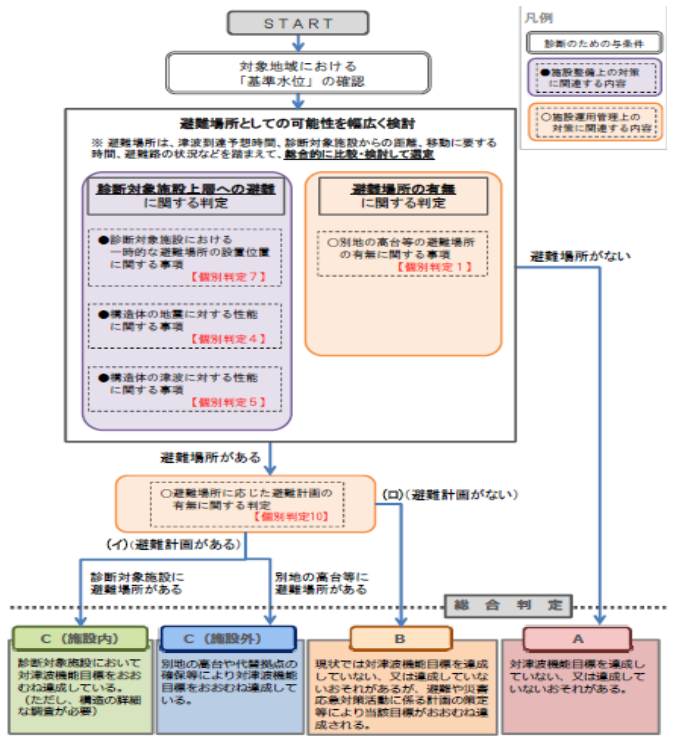 START
凡例
診断のための与条件
●施設整備上の対策
に関連する内容
○施設運用管理上の
対策に関連する内容
対象地域における
「基準水位」の確認
避難場所としての可能性を幅広く検討
※ 避難場所は、津波到達予想時間、診断対象施設からの距離、移動に要する
時間、避難路の状況などを踏まえて、総合的に比較・検討して選定
診断対象施設上層への避難
に関する判定
●診断対象施設における
一時的な避難場所の設置位置
に関する事項
【個別判定7】
●構造体の地震に対する性能
に関する事項
【個別判定4】
●構造体の津波に対する性能
に関する事項
【個別判定5】
避難場所の有無
に関する判定
○別地の高台等の避難場所
の有無に関する事項
【個別判定1】
避難場所がない
避難場所がある
○避難場所に応じた避難計画の
有無に関する判定
【個別判定10】
(ロ)(避難計画がない)
(イ)(避難計画がある)
診断対象施設に
避難場所がある
別地の高台等に
避難場所がある
総 合 判 定
C（施設内）
診断対象施設において
対津波機能目標をおお
むね達成している。
（ただし、構造の詳細
な調査が必要）
C（施設外）
別地の高台や代替拠点の
確保等により対津波機能
目標をおおむね達成して
いる。
B
現状では対津波機能目標を達成
していない、又は達成していな
いおそれがあるが、避難や災害
応急対策活動に係る計画の策定
等により当該目標がおおむね達
成される。
A
対津波機能目標を達成し
ていない、又は達成して
いないおそれがある。